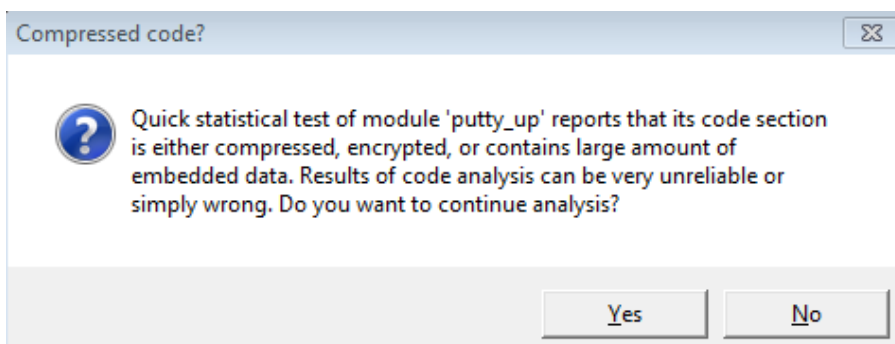 Compressed code?
Quick statistical test of module 'putty_up' reports that its code section
is either compressed, encrypted, or contains large amount of
embedded data. Results of code analysis can be very unreliable or
simply wrong. Do you want to continue analysis?
Yes No